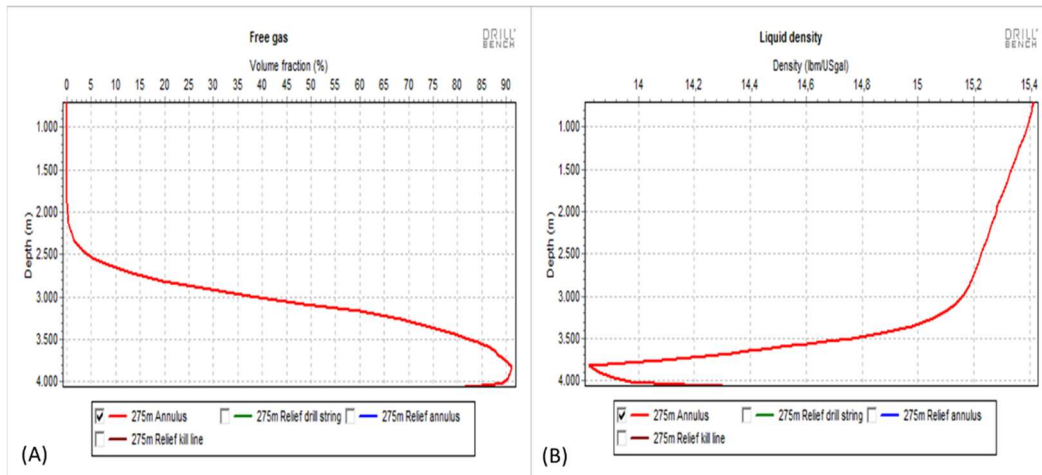 Free gas
DRILL
BENCH
Volume fraction (%)
0 5 10 15 20 25 30 35 40 45 50 55 60 65 70 75 80 85 90
1.000
1.500
2.000
2.500
3.000
3.500
4.000
Depth (m)
275m Annulus
275m Relief drill string
275m Relief annulus
275m Relief kill line
(A)
Liquid density
DRILL
BENCH
Density (lbm/USgal)
14 14,2 14,4 14,6 14,8 15 15,2 15,4
1.000
1.500
2.000
2.500
3.000
3.500
4.000
Depth (m)
275m Annulus
275m Relief drill string
275m Relief annulus
275m Relief kill line
(B)